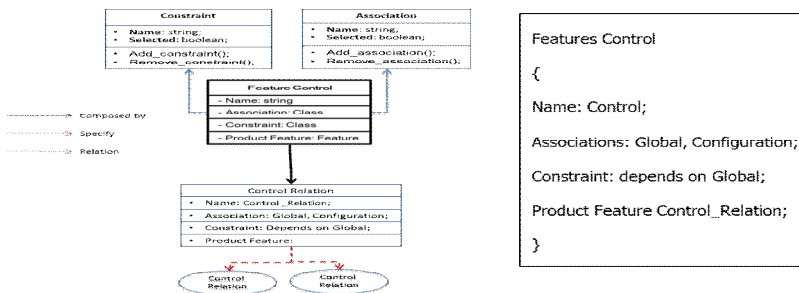 Constraint
• Name: string;
• Selected: boolean;
• Add_constraint();
• Remove_constraint();
Association
• Name: string;
• Selected: boolean;
• Add_association();
• Remove_association();
Feature Control
- Name: string
- Association: Class
- Constraint: Class
- Product Feature: Feature
Composed by
Specify
Relation
Control Relation
• Name: Control_Relation;
• Association: Global, Configuration;
• Constraint: Depends on Global;
• Product Feature:
Control
Relation
Control
Relation
Features Control
{
Name: Control;
Associations: Global, Configuration;
Constraint: depends on Global;
Product Feature Control_Relation;
}